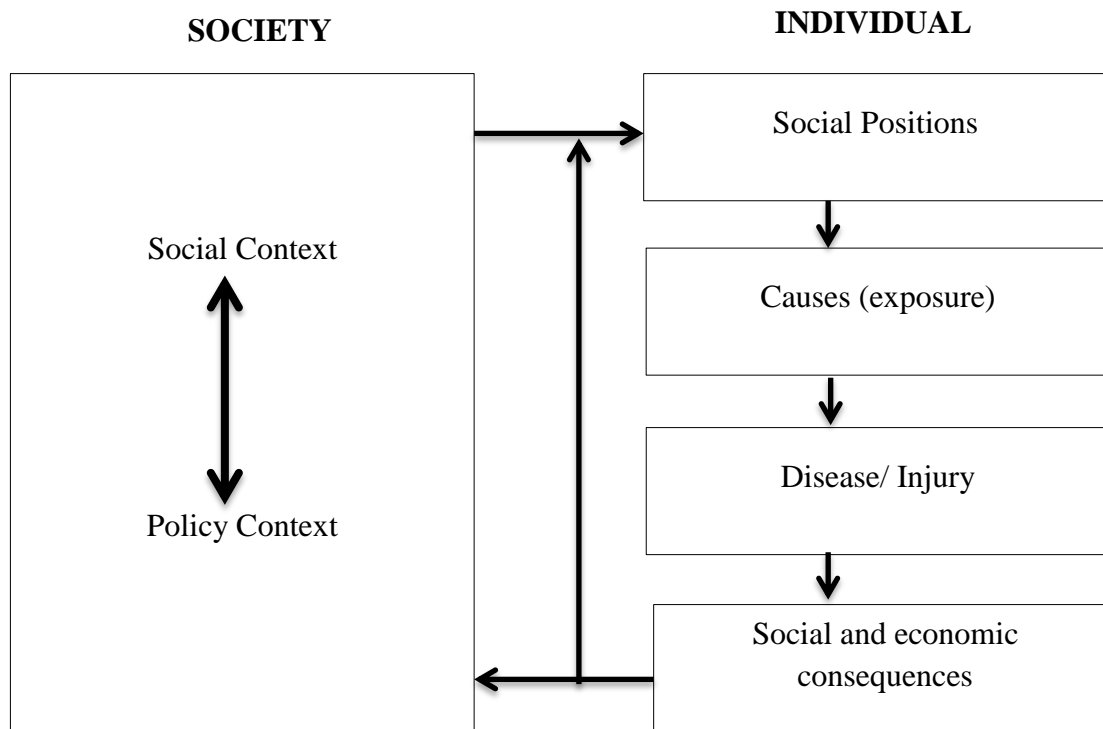 SOCIETY
INDIVIDUAL
Social Context
Policy Context
Social Positions
Causes (exposure)
Disease/ Injury
Social and economic
consequences